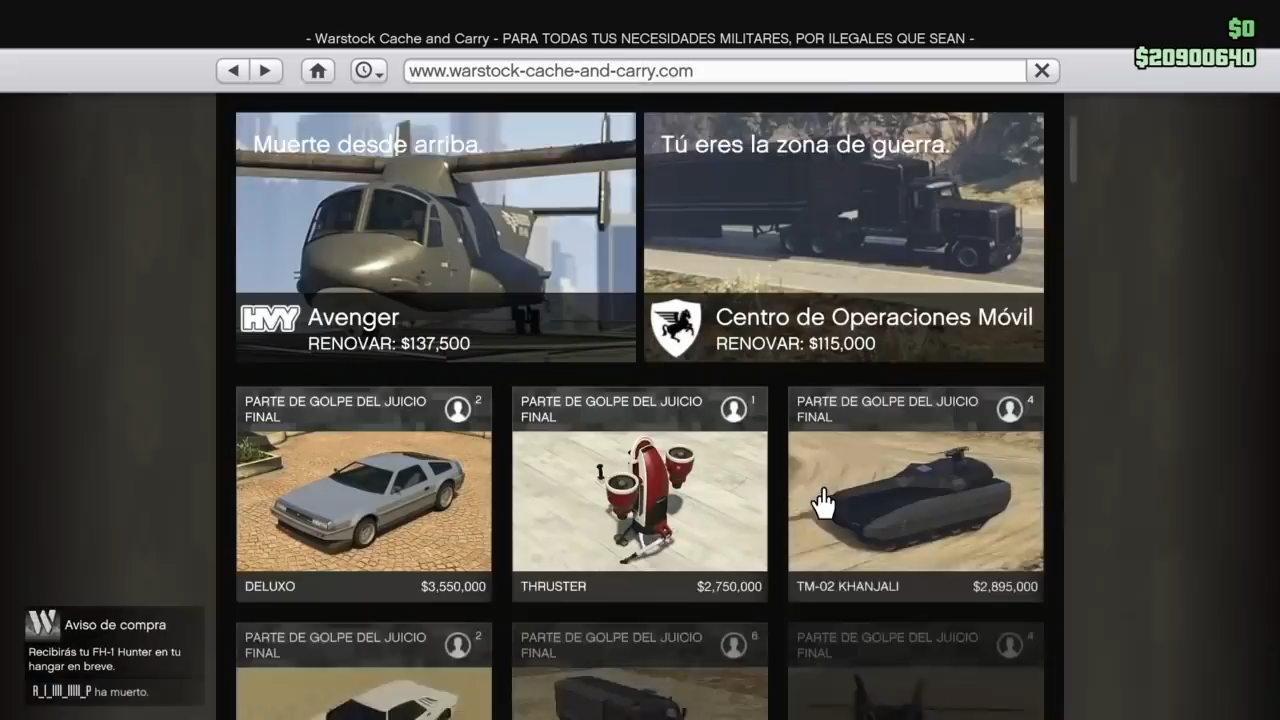 - Warstock Cache and Carry - PARA TODAS TUS NECESIDADES MILITARES, POR ILEGALES QUE SEAN -
$0
$20900640
www.warstock-cache-and-carry.com
Muerte desde arriba.
HVY
Avenger
RENOVAR: $137,500
Tú eres la zona de guerra.
Centro de Operaciones Móvil
RENOVAR: $115,000
PARTE DE GOLPE DEL JUICIO
FINAL
2
DELUXO $3,550,000
PARTE DE GOLPE DEL JUICIO
FINAL
1
THRUSTER $2,750,000
PARTE DE GOLPE DEL JUICIO
FINAL
4
TM-02 KHANJALI $2,895,000
PARTE DE GOLPE DEL JUICIO
FINAL
2
PARTE DE GOLPE DEL JUICIO
FINAL
6
PARTE DE GOLPE DEL JUICIO
FINAL
4
W
Aviso de compra
Recibirás tu FH-1 Hunter en tu
hangar en breve.
ha muerto.